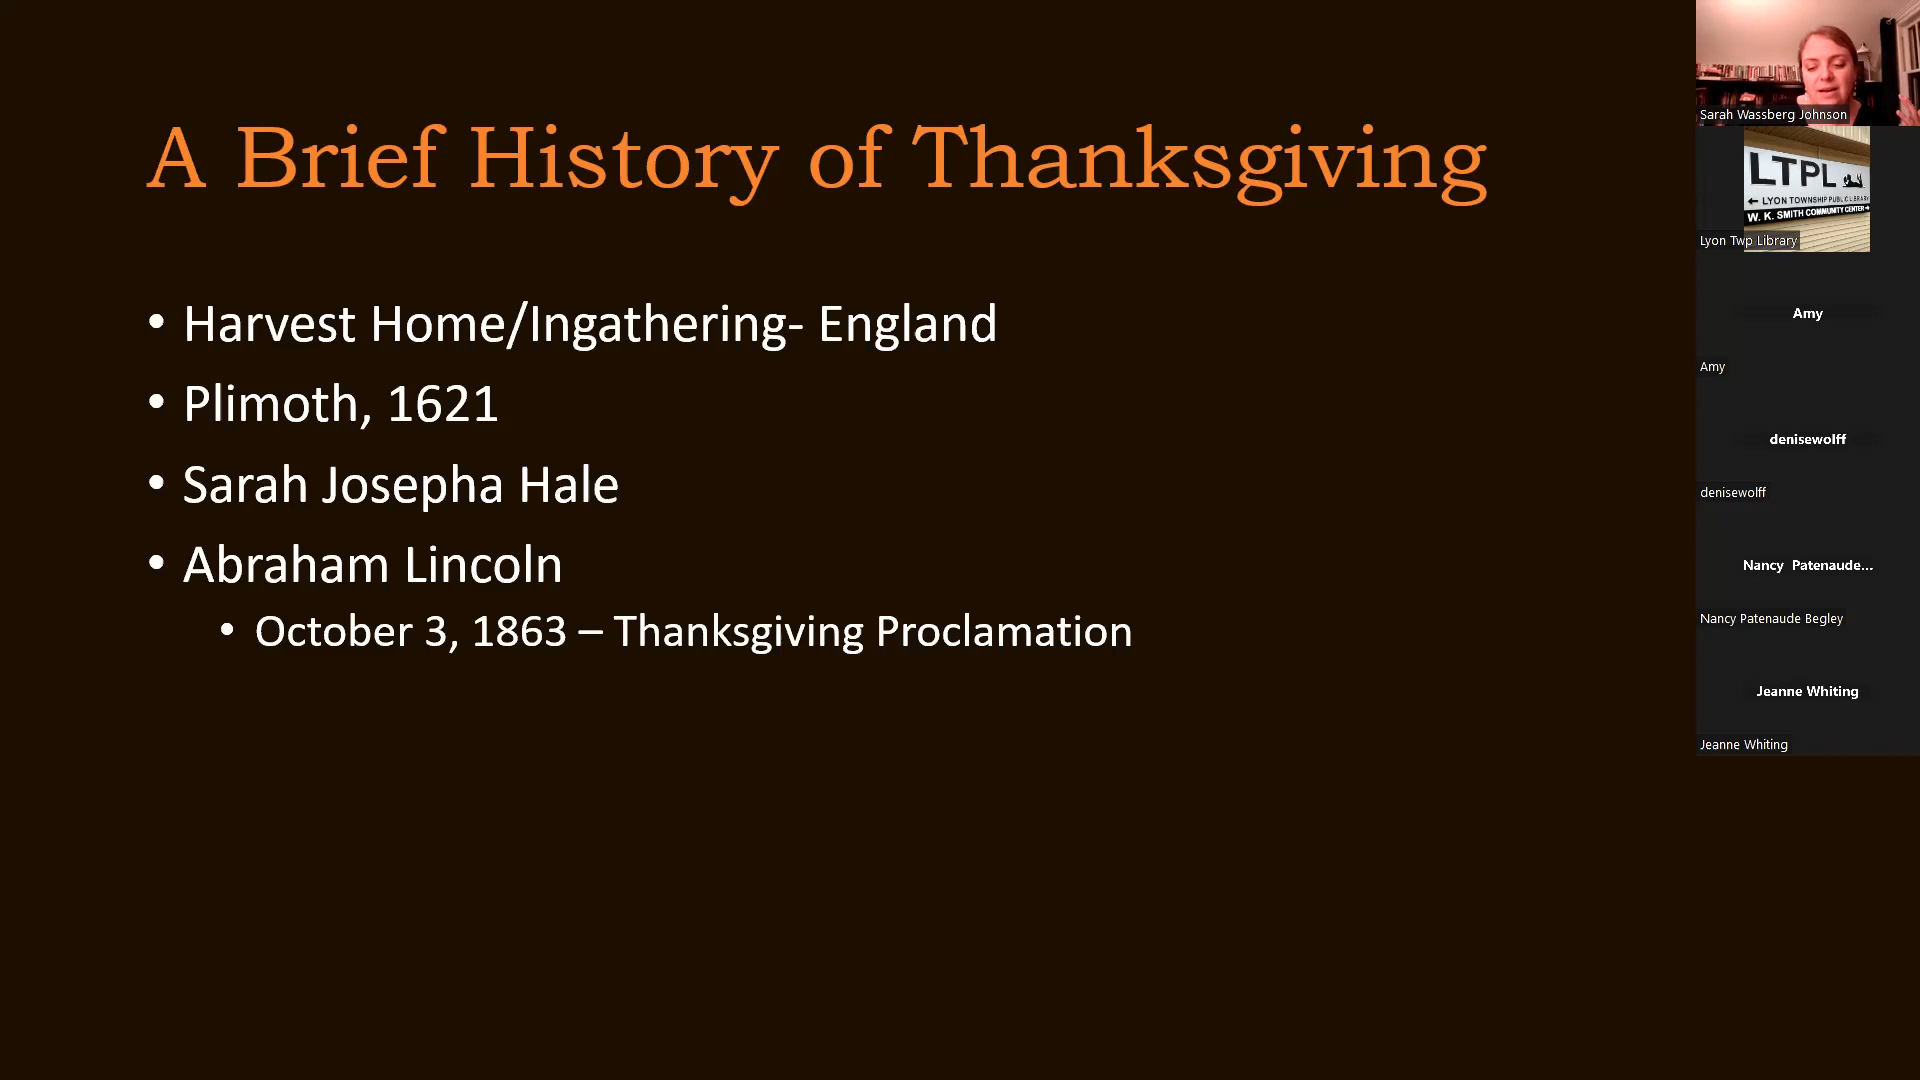 A Brief History of Thanksgiving
• Harvest Home/Ingathering- England
• Plimoth, 1621
• Sarah Josepha Hale
• Abraham Lincoln
• October 3, 1863 – Thanksgiving Proclamation
Sarah Wassberg Johnson
LTPL
← LYON TOWNSHIP PUBLIC LIBRARY
W. K. SMITH COMMUNITY CENTER →
Lyon Twp Library
Amy
Amy
denisewolff
denisewolff
Nancy Patenaude...
Nancy Patenaude Begley
Jeanne Whiting
Jeanne Whiting